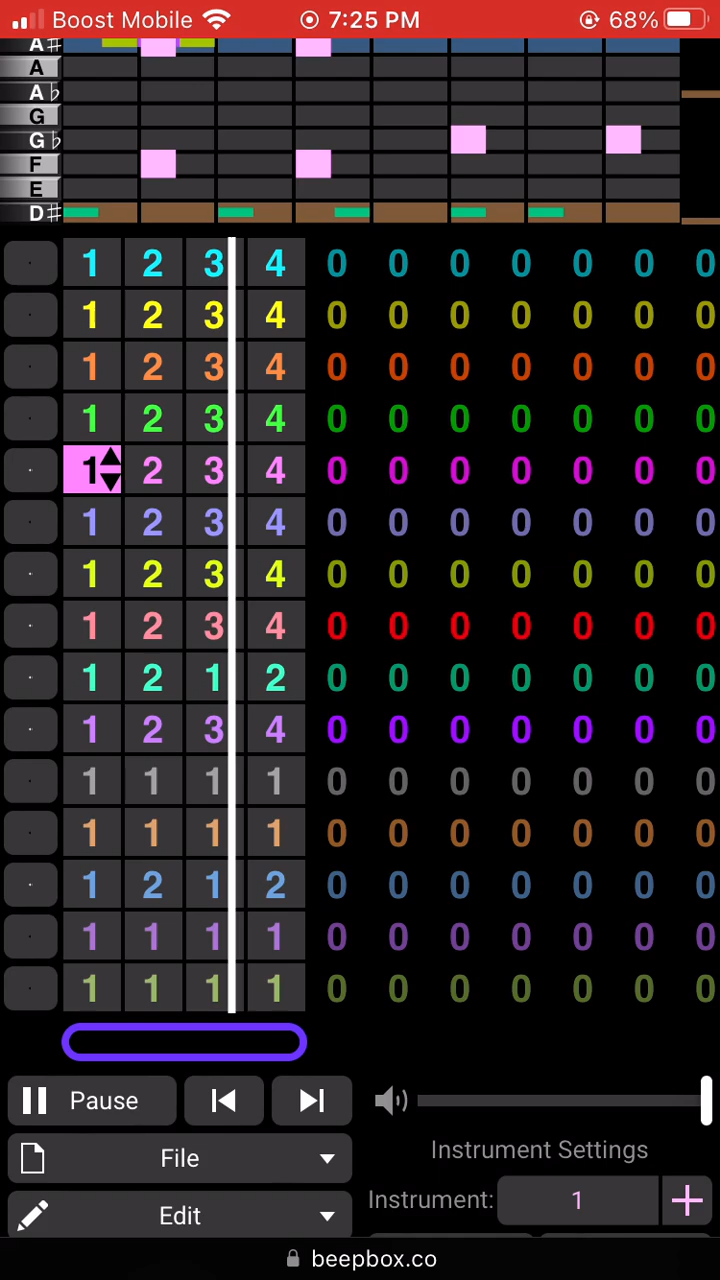 Boost Mobile 7:25 PM 68%
A♯
A
A♭
G
G♭
F
E
D♯
1 2 3 4 0 0 0 0 0 0 0
1 2 3 4 0 0 0 0 0 0 0
1 2 3 4 0 0 0 0 0 0 0
1 2 3 4 0 0 0 0 0 0 0
1 2 3 4 0 0 0 0 0 0 0
1 2 3 4 0 0 0 0 0 0 0
1 2 3 4 0 0 0 0 0 0 0
1 2 3 4 0 0 0 0 0 0 0
1 2 1 2 0 0 0 0 0 0 0
1 2 3 4 0 0 0 0 0 0 0
1 1 1 1 0 0 0 0 0 0 0
1 1 1 1 0 0 0 0 0 0 0
1 2 1 2 0 0 0 0 0 0 0
1 1 1 1 0 0 0 0 0 0 0
1 1 1 1 0 0 0 0 0 0 0
Pause
File
Edit
Instrument Settings
Instrument: 1
beepbox.co